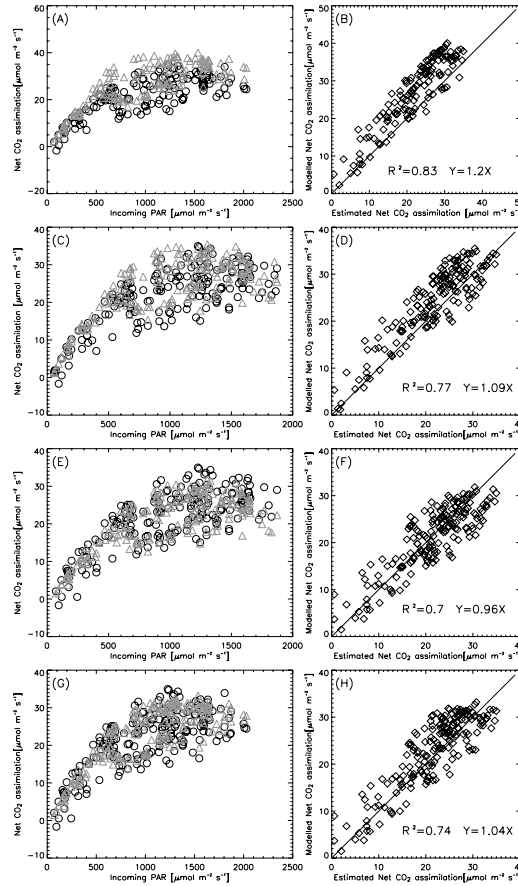 (A)
Net CO₂ assimilation[μmol m⁻² s⁻¹]
60
40
20
0
−20
0 500 1000 1500 2000 2500
Incoming PAR [μmol m⁻² s⁻¹]
(B)
Modelled Net CO₂ assimilation[μmol m⁻² s⁻¹]
50
40
30
20
10
0
R²=0.83 Y=1.2X
0 10 20 30 40 50
Estimated Net CO₂ assimilation [μmol m⁻² s⁻¹]
(C)
Net CO₂ assimilation [μmol m⁻² s⁻¹]
40
30
20
10
0
−10
0 500 1000 1500 2000
Incoming PAR [μmol m⁻² s⁻¹]
(D)
Modelled Net CO₂ assimilation[μmol m⁻² s⁻¹]
40
30
20
10
0
R²=0.77 Y=1.09X
0 10 20 30 40
Estimated Net CO₂ assimilation[μmol m⁻² s⁻¹]
(E)
Net CO₂ assimilation[μmol m⁻² s⁻¹]
40
30
20
10
0
−10
0 500 1000 1500 2000
Incoming PAR [μmol m⁻² s⁻¹]
(F)
Modelled Net CO₂ assimilation[μmol m⁻² s⁻¹]
40
30
20
10
0
R²=0.7 Y=0.96X
0 10 20 30 40
Estimated Net CO₂ assimilation[μmol m⁻² s⁻¹]
(G)
Net CO₂ assimilation[μmol m⁻² s⁻¹]
40
30
20
10
0
−10
0 500 1000 1500 2000 2500
Incoming PAR [μmol m⁻² s⁻¹]
(H)
Modelled Net CO₂ assimilation[μmol m⁻² s⁻¹]
40
30
20
10
0
R²=0.74 Y=1.04X
0 10 20 30 40
Estimated Net CO₂ assimilation[μmol m⁻² s⁻¹]